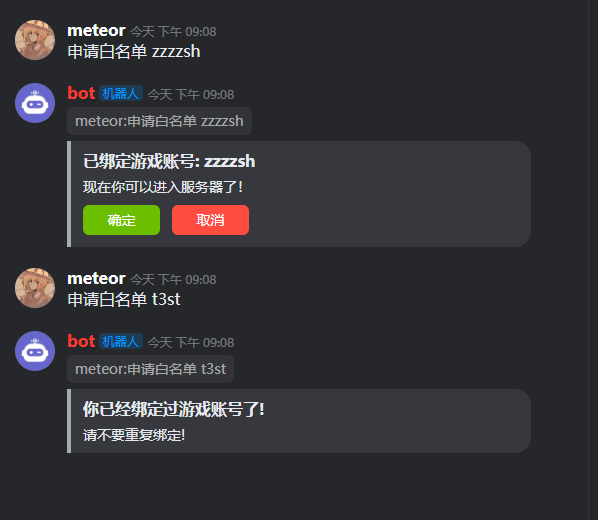 meteor 今天 下午 09:08
申请白名单 zzzzsh
bot 机器人 今天 下午 09:08
meteor:申请白名单 zzzzsh
已绑定游戏账号: zzzzsh
现在你可以进入服务器了!
确定 取消
meteor 今天 下午 09:08
申请白名单 t3st
bot 机器人 今天 下午 09:08
meteor:申请白名单 t3st
你已经绑定过游戏账号了!
请不要重复绑定!